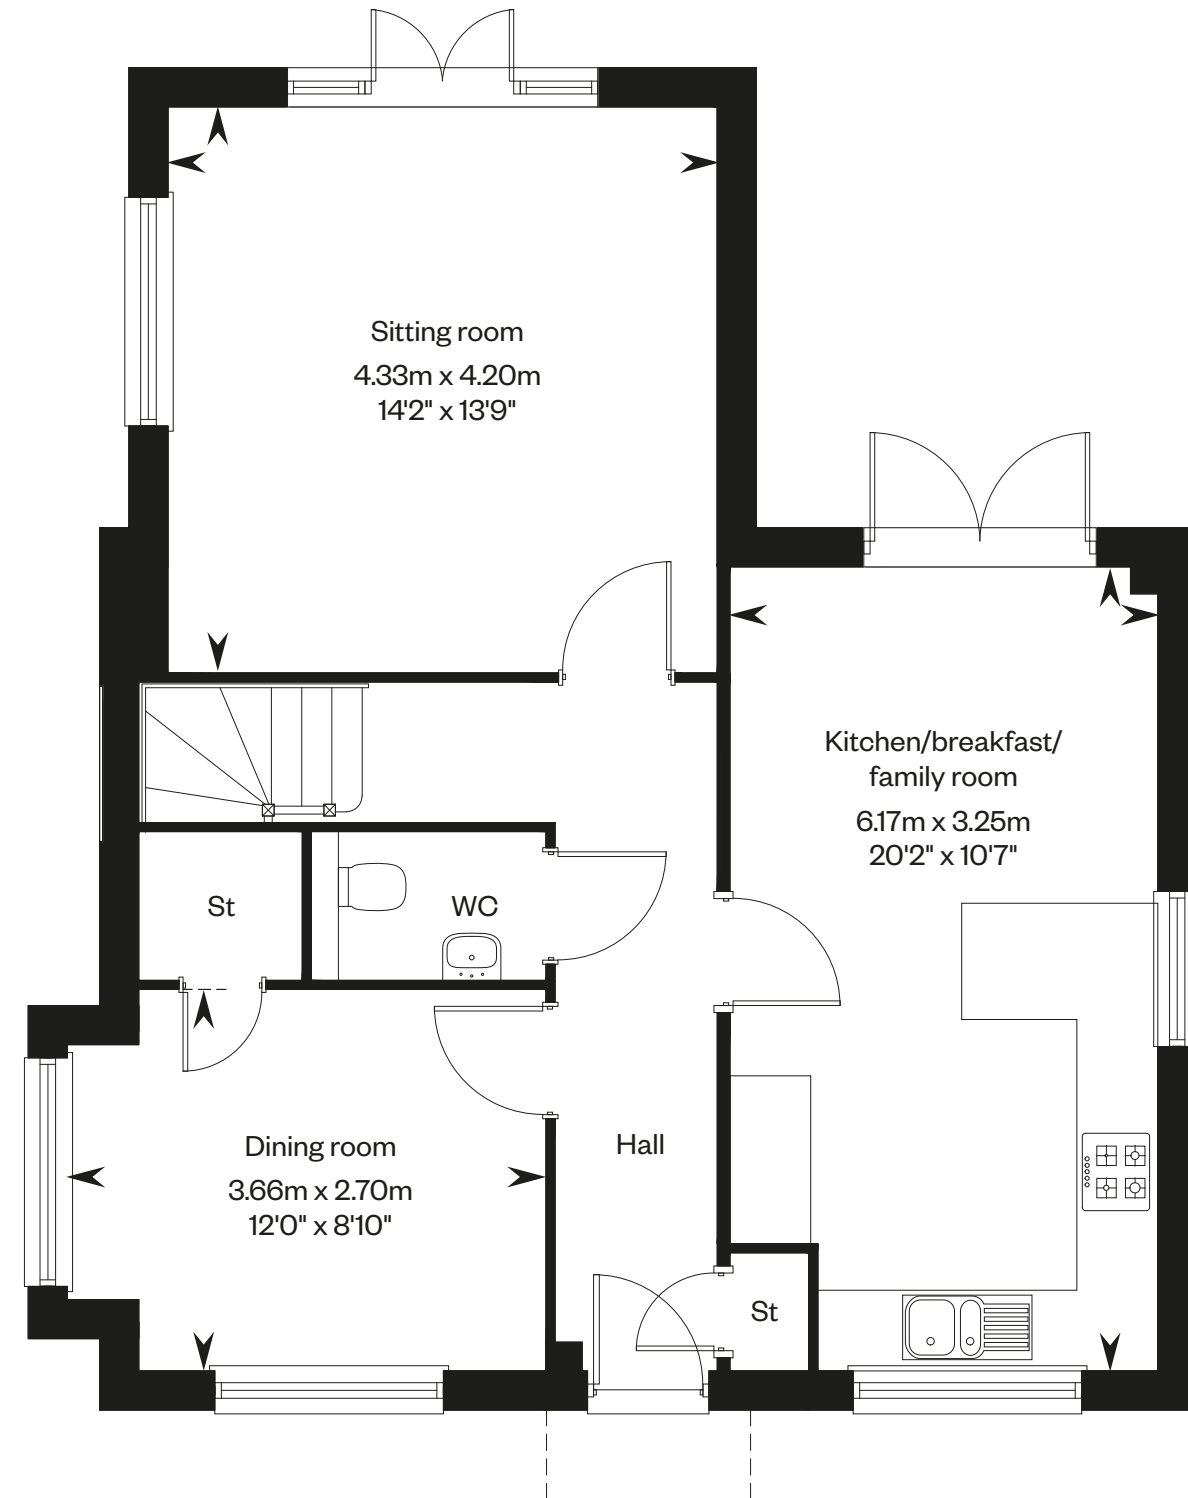 Sitting room
4.33m x 4.20m
14'2" x 13'9"
Kitchen/breakfast/
family room
6.17m x 3.25m
20'2" x 10'7"
St
WC
Dining room
3.66m x 2.70m
12'0" x 8'10"
Hall
St